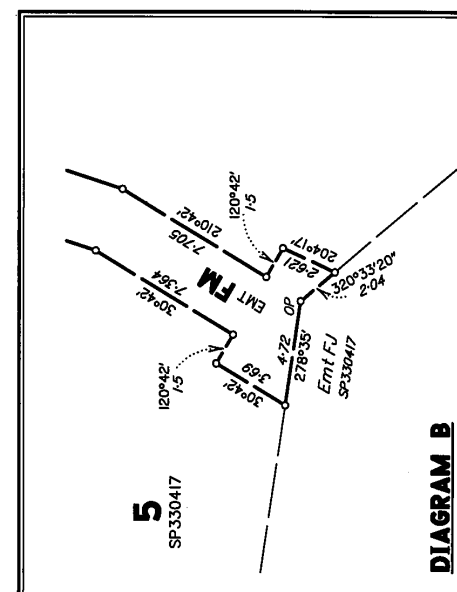 210°42'
7·705
120°42'
1·5
204°17'
2·621
320°33'20"
2·04
30°42'
7·364
EMT FM
OP
120°42'
1·5
30°42'
3·69
4·72
278°35'
Emt FJ
SP330417
5
SP330417
DIAGRAM B